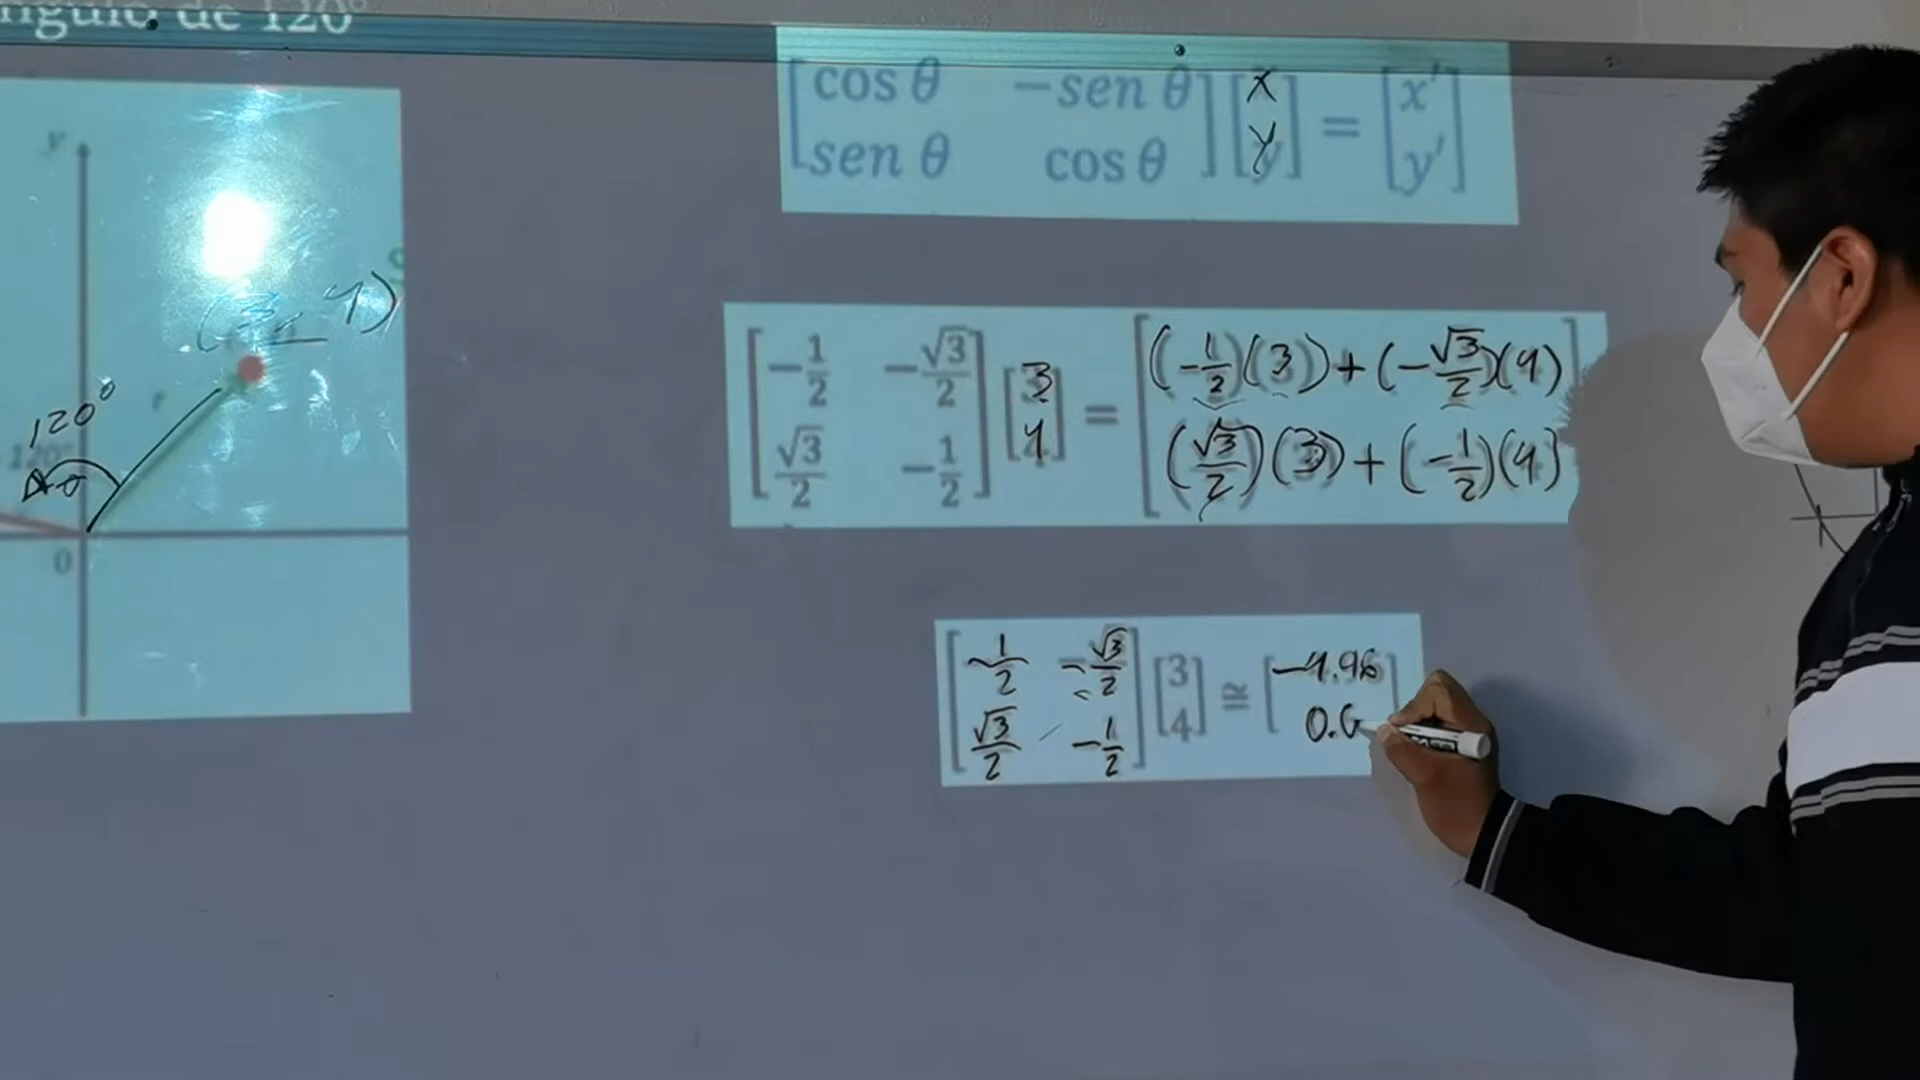 ngulo de 120°
[cos θ −sen θ] [x] = [x′]
[sen θ cos θ] [y] = [y′]
y
(3, 4)
120°
120°
θ
0
[−1/2 −√3/2] [3] = [(−1/2)(3) + (−√3/2)(4)]
[√3/2 −1/2] [4] = [(√3/2)(3) + (−1/2)(4)]
[−1/2 −√3/2] [3] ≅ [−4.96]
[√3/2 −1/2] [4] ≅ [0.6